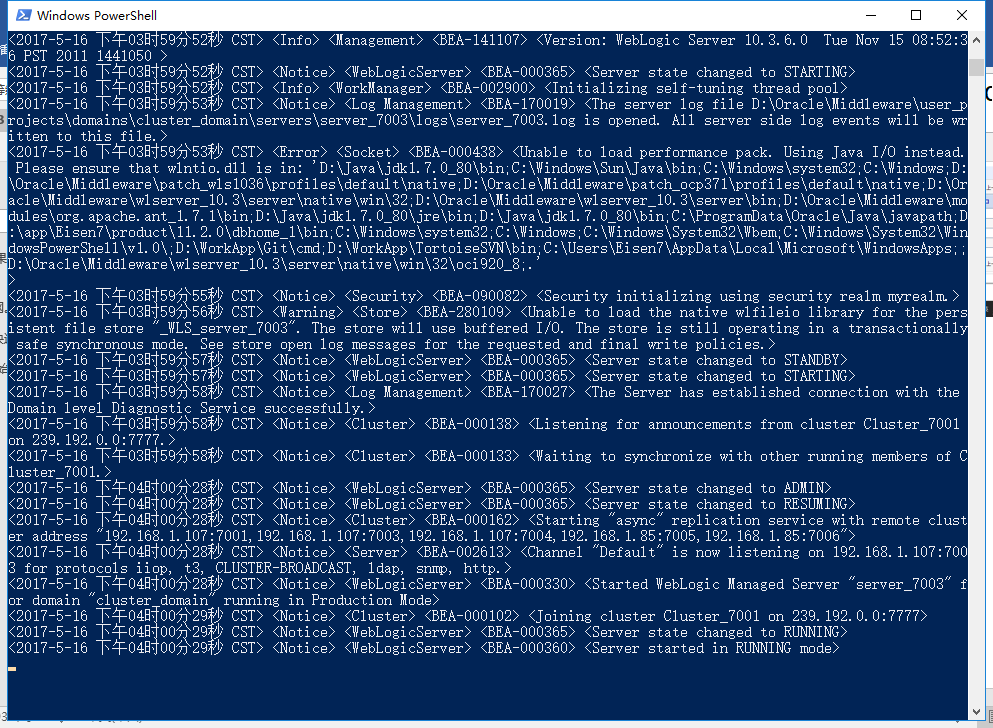 Windows PowerShell
<2017-5-16 下午03时59分52秒 CST> <Info> <Management> <BEA-141107> <Version: WebLogic Server 10.3.6.0  Tue Nov 15 08:52:3
6 PST 2011 1441050 >
<2017-5-16 下午03时59分52秒 CST> <Notice> <WebLogicServer> <BEA-000365> <Server state changed to STARTING>
<2017-5-16 下午03时59分52秒 CST> <Info> <WorkManager> <BEA-002900> <Initializing self-tuning thread pool>
<2017-5-16 下午03时59分53秒 CST> <Notice> <Log Management> <BEA-170019> <The server log file D:\Oracle\Middleware\user_p
rojects\domains\cluster_domain\servers\server_7003\logs\server_7003.log is opened. All server side log events will be wr
itten to this file.>
<2017-5-16 下午03时59分53秒 CST> <Error> <Socket> <BEA-000438> <Unable to load performance pack. Using Java I/O instead.
 Please ensure that wlntio.dll is in: 'D:\Java\jdk1.7.0_80\bin;C:\Windows\Sun\Java\bin;C:\Windows\system32;C:\Windows;D:
\Oracle\Middleware\patch_wls1036\profiles\default\native;D:\Oracle\Middleware\patch_ocp371\profiles\default\native;D:\Or
acle\Middleware\wlserver_10.3\server\native\win\32;D:\Oracle\Middleware\wlserver_10.3\server\bin;D:\Oracle\Middleware\mo
dules\org.apache.ant_1.7.1\bin;D:\Java\jdk1.7.0_80\jre\bin;D:\Java\jdk1.7.0_80\bin;C:\ProgramData\Oracle\Java\javapath;D
:\app\Eisen7\product\11.2.0\dbhome_1\bin;C:\Windows\system32;C:\Windows;C:\Windows\System32\Wbem;C:\Windows\System32\Win
dowsPowerShell\v1.0\;D:\WorkApp\Git\cmd;D:\WorkApp\TortoiseSVN\bin;C:\Users\Eisen7\AppData\Local\Microsoft\WindowsApps;;
D:\Oracle\Middleware\wlserver_10.3\server\native\win\32\oci920_8;.'
>
<2017-5-16 下午03时59分55秒 CST> <Notice> <Security> <BEA-090082> <Security initializing using security realm myrealm.>
<2017-5-16 下午03时59分56秒 CST> <Warning> <Store> <BEA-280109> <Unable to load the native wlfileio library for the pers
istent file store "_WLS_server_7003". The store will use buffered I/O. The store is still operating in a transactionally
 safe synchronous mode. See store open log messages for the requested and final write policies.>
<2017-5-16 下午03时59分57秒 CST> <Notice> <WebLogicServer> <BEA-000365> <Server state changed to STANDBY>
<2017-5-16 下午03时59分57秒 CST> <Notice> <WebLogicServer> <BEA-000365> <Server state changed to STARTING>
<2017-5-16 下午03时59分58秒 CST> <Notice> <Log Management> <BEA-170027> <The Server has established connection with the
Domain level Diagnostic Service successfully.>
<2017-5-16 下午03时59分58秒 CST> <Notice> <Cluster> <BEA-000138> <Listening for announcements from cluster Cluster_7001
on 239.192.0.0:7777.>
<2017-5-16 下午03时59分58秒 CST> <Notice> <Cluster> <BEA-000133> <Waiting to synchronize with other running members of C
luster_7001.>
<2017-5-16 下午04时00分28秒 CST> <Notice> <WebLogicServer> <BEA-000365> <Server state changed to ADMIN>
<2017-5-16 下午04时00分28秒 CST> <Notice> <WebLogicServer> <BEA-000365> <Server state changed to RESUMING>
<2017-5-16 下午04时00分28秒 CST> <Notice> <Cluster> <BEA-000162> <Starting "async" replication service with remote clust
er address "192.168.1.107:7001,192.168.1.107:7003,192.168.1.107:7004,192.168.1.85:7005,192.168.1.85:7006">
<2017-5-16 下午04时00分28秒 CST> <Notice> <Server> <BEA-002613> <Channel "Default" is now listening on 192.168.1.107:700
3 for protocols iiop, t3, CLUSTER-BROADCAST, ldap, snmp, http.>
<2017-5-16 下午04时00分28秒 CST> <Notice> <WebLogicServer> <BEA-000330> <Started WebLogic Managed Server "server_7003" f
or domain "cluster_domain" running in Production Mode>
<2017-5-16 下午04时00分29秒 CST> <Notice> <Cluster> <BEA-000102> <Joining cluster Cluster_7001 on 239.192.0.0:7777>
<2017-5-16 下午04时00分29秒 CST> <Notice> <WebLogicServer> <BEA-000365> <Server state changed to RUNNING>
<2017-5-16 下午04时00分29秒 CST> <Notice> <WebLogicServer> <BEA-000360> <Server started in RUNNING mode>